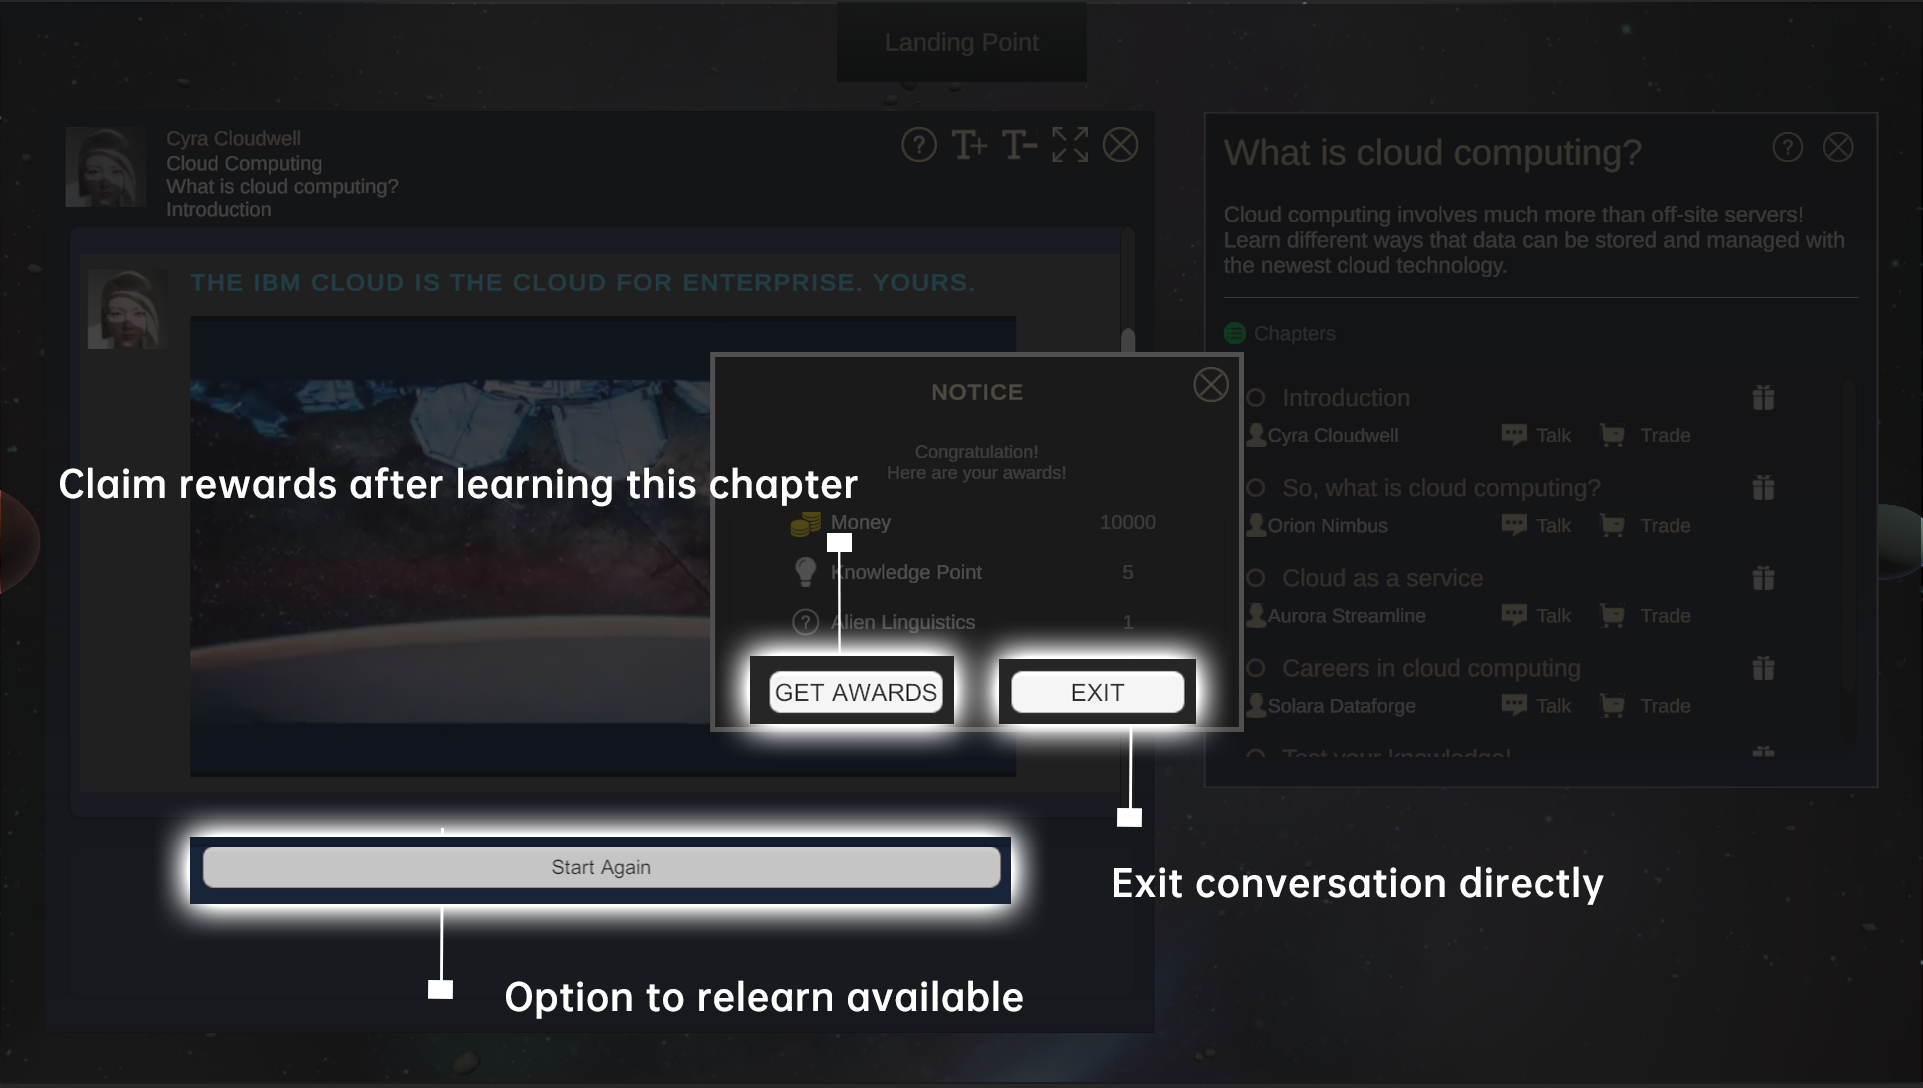 Landing Point
Cyra Cloudwell
Cloud Computing
What is cloud computing?
Introduction
? T+ T-
THE IBM CLOUD IS THE CLOUD FOR ENTERPRISE. YOURS.
What is cloud computing?
?
Cloud computing involves much more than off-site servers!
Learn different ways that data can be stored and managed with
the newest cloud technology.
Chapters
Introduction
Cyra Cloudwell Talk Trade
So, what is cloud computing?
Orion Nimbus Talk Trade
Cloud as a service
Aurora Streamline Talk Trade
Careers in cloud computing
Solara Dataforge Talk Trade
Test your knowledge!
NOTICE
Congratulation!
Here are your awards!
Money 10000
Knowledge Point 5
? Alien Linguistics 1
GET AWARDS
EXIT
Claim rewards after learning this chapter
Start Again
Exit conversation directly
Option to relearn available